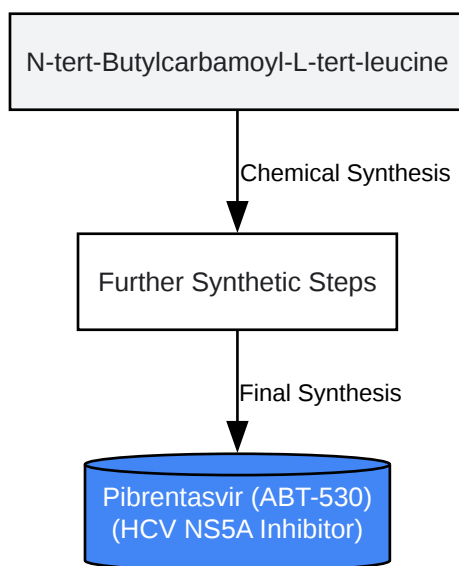 N-tert-Butylcarbamoyl-L-tert-leucine
Chemical Synthesis
Further Synthetic Steps
Final Synthesis
Pibrentasvir (ABT-530)
(HCV NS5A Inhibitor)